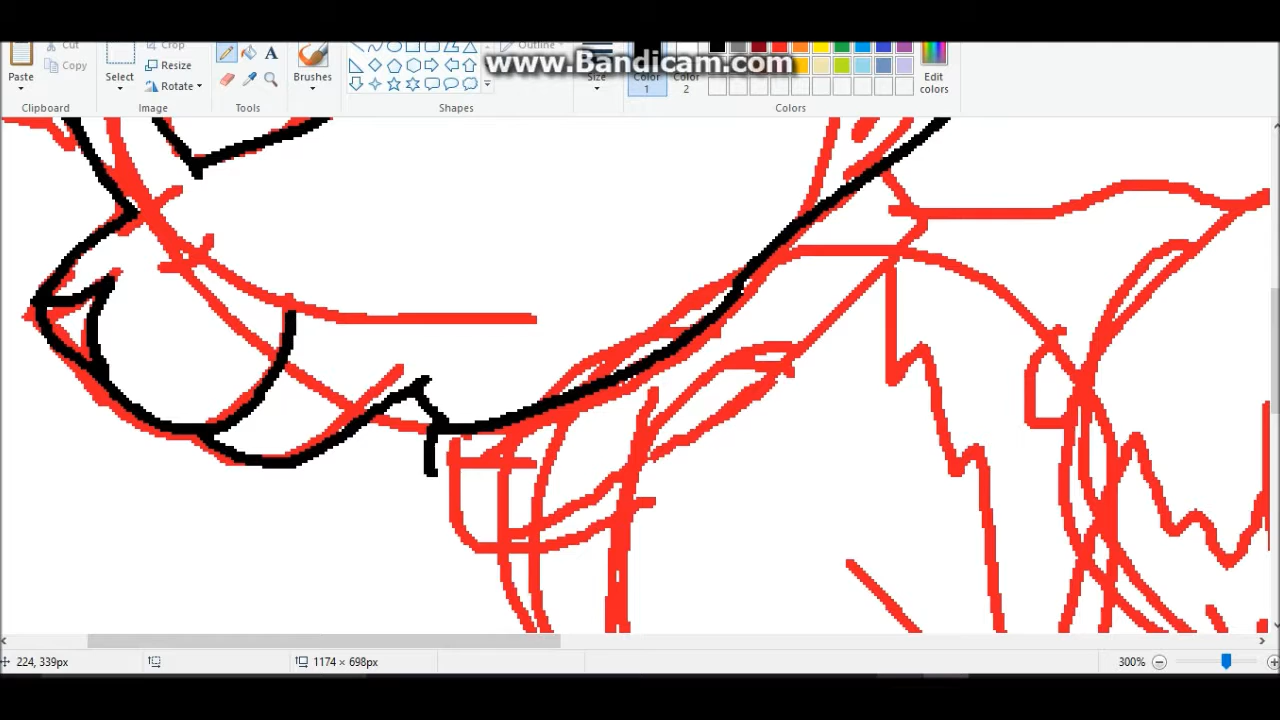 www.Bandicam.com
Cut
Crop
Outline
Copy
Resize
Paste
Select
Rotate
A
Brushes
Size
Color
1
Color
2
Edit
colors
Clipboard
Image
Tools
Shapes
Colors
224, 339px
1174 × 698px
300%